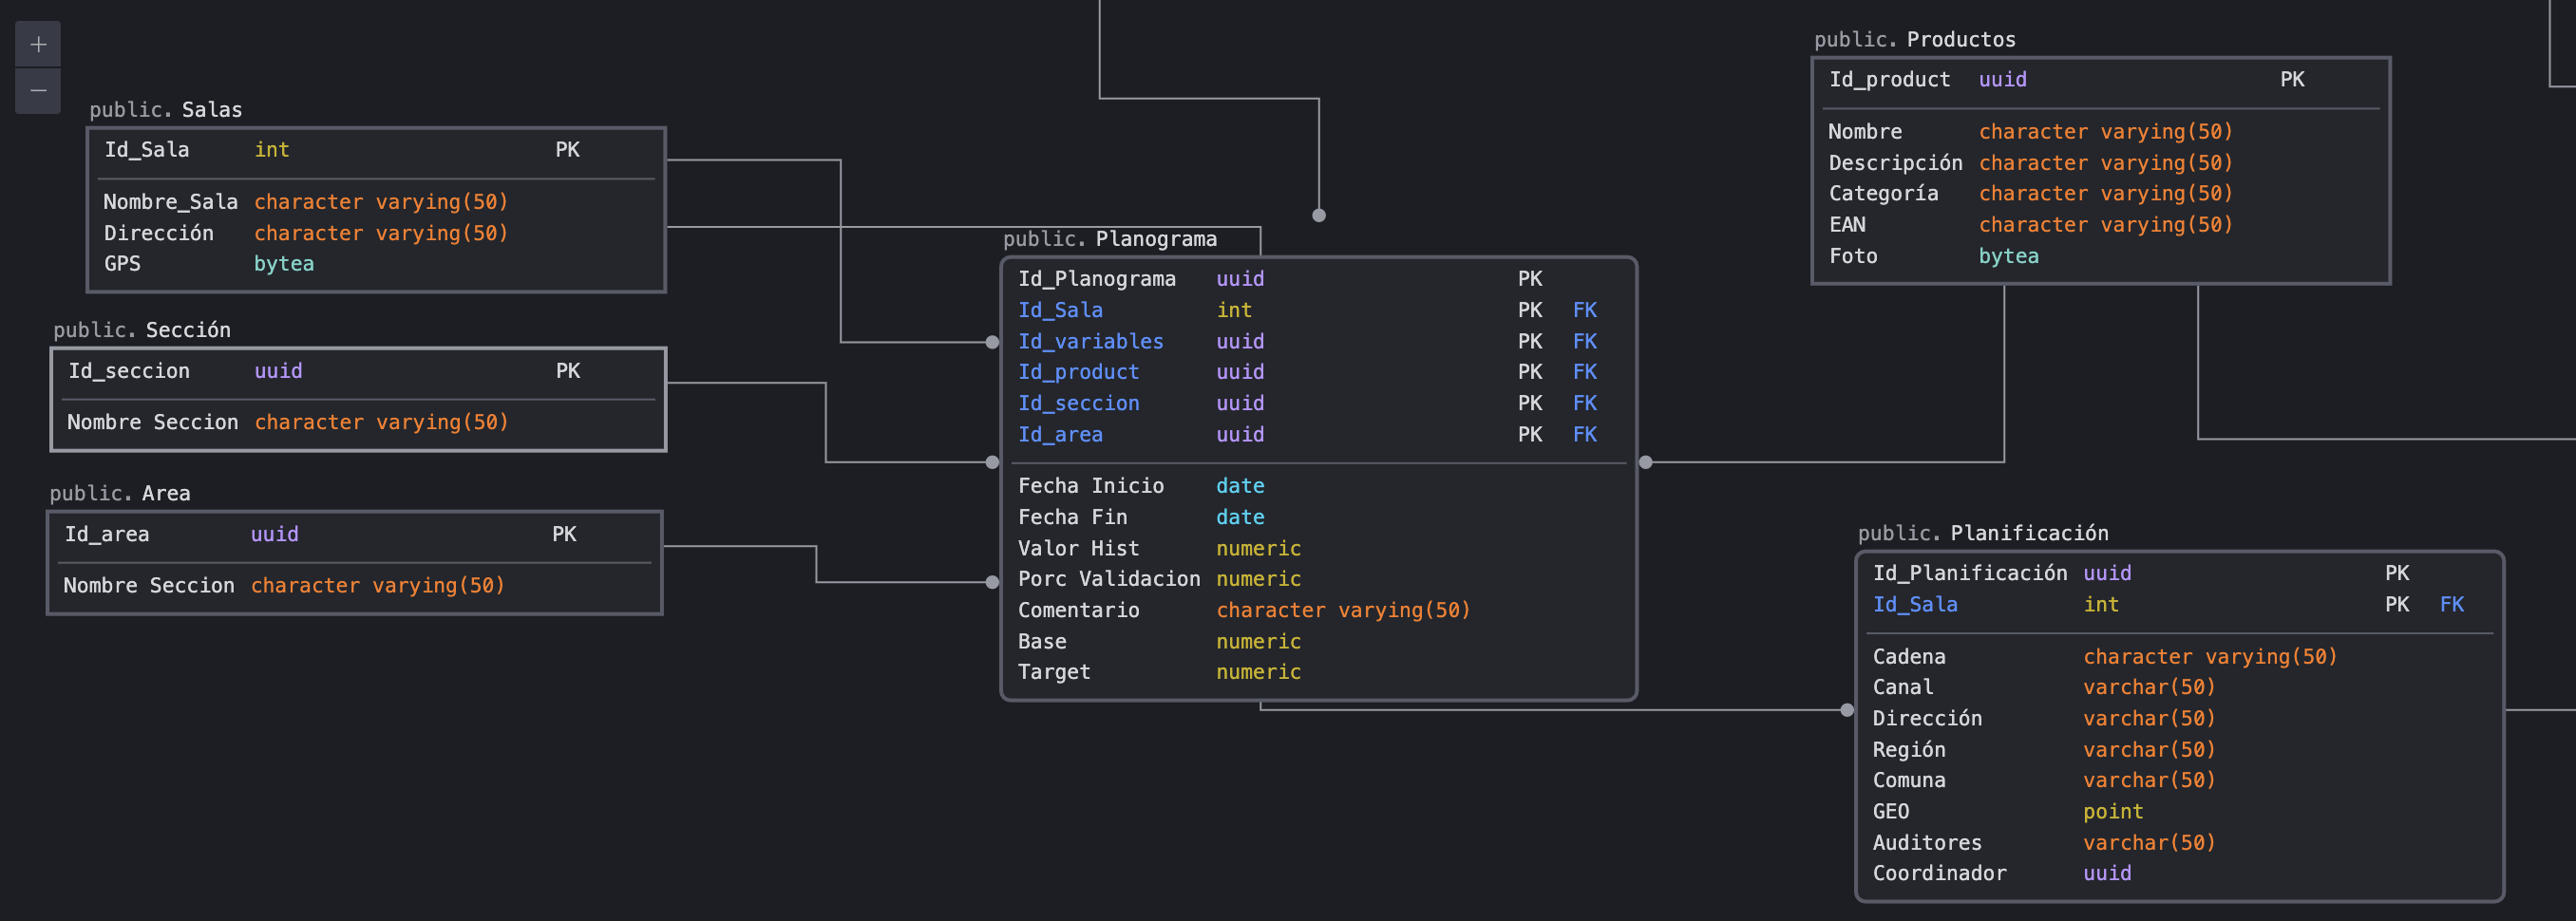 +
−
public. Salas
Id_Sala int PK
Nombre_Sala character varying(50)
Dirección character varying(50)
GPS bytea
public. Sección
Id_seccion uuid PK
Nombre Seccion character varying(50)
public. Area
Id_area uuid PK
Nombre Seccion character varying(50)
public. Planograma
Id_Planograma uuid PK
Id_Sala int PK FK
Id_variables uuid PK FK
Id_product uuid PK FK
Id_seccion uuid PK FK
Id_area uuid PK FK
Fecha Inicio date
Fecha Fin date
Valor Hist numeric
Porc Validacion numeric
Comentario character varying(50)
Base numeric
Target numeric
public. Productos
Id_product uuid PK
Nombre character varying(50)
Descripción character varying(50)
Categoría character varying(50)
EAN character varying(50)
Foto bytea
public. Planificación
Id_Planificación uuid PK
Id_Sala int PK FK
Cadena character varying(50)
Canal varchar(50)
Dirección varchar(50)
Región varchar(50)
Comuna varchar(50)
GEO point
Auditores varchar(50)
Coordinador uuid